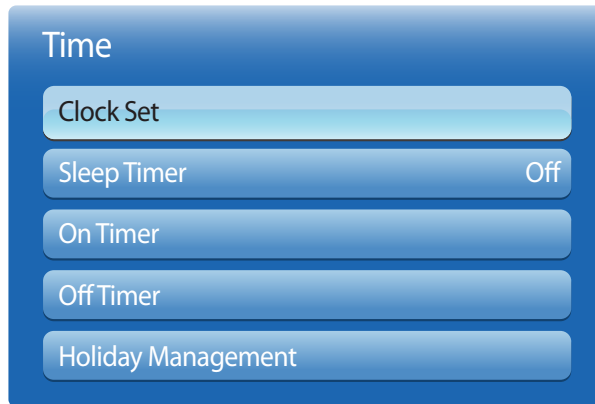 Time
Clock Set
Sleep Timer Off
On Timer
Off Timer
Holiday Management